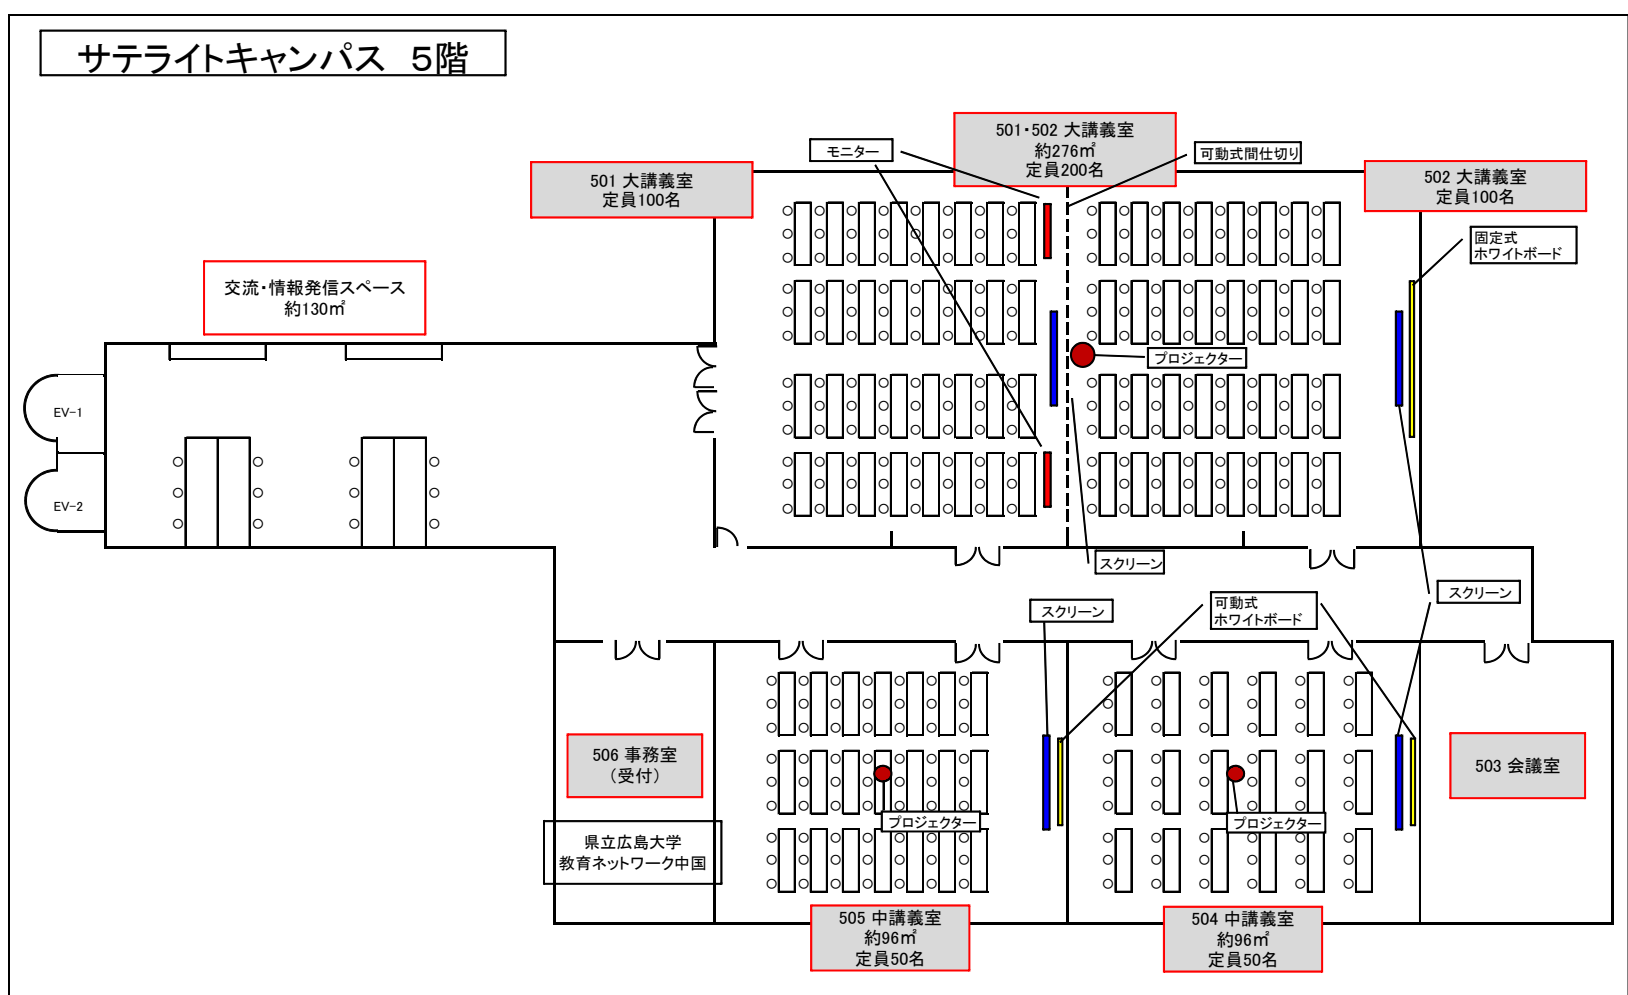 サテライトキャンパス 5階
501・502 大講義室
約276㎡
定員200名
モニター
可動式間仕切り
501 大講義室
定員100名
502 大講義室
定員100名
固定式
ホワイトボード
交流・情報発信スペース
約130㎡
プロジェクター
EV-1
EV-2
スクリーン
スクリーン
可動式
ホワイトボード
スクリーン
506 事務室
（受付）
503 会議室
プロジェクター
プロジェクター
県立広島大学
教育ネットワーク中国
505 中講義室
約96㎡
定員50名
504 中講義室
約96㎡
定員50名